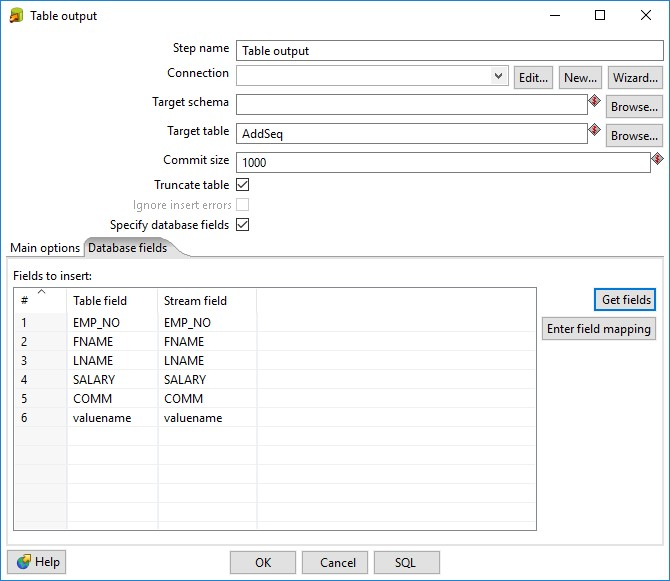 Table output
Step name Table output
Connection Edit... New... Wizard...
Target schema Browse...
Target table AddSeq Browse...
Commit size 1000
Truncate table
Ignore insert errors
Specify database fields
Main options Database fields
Fields to insert:
# Table field Stream field
Get fields
1 EMP_NO EMP_NO
2 FNAME FNAME
Enter field mapping
3 LNAME LNAME
4 SALARY SALARY
5 COMM COMM
6 valuename valuename
Help OK Cancel SQL